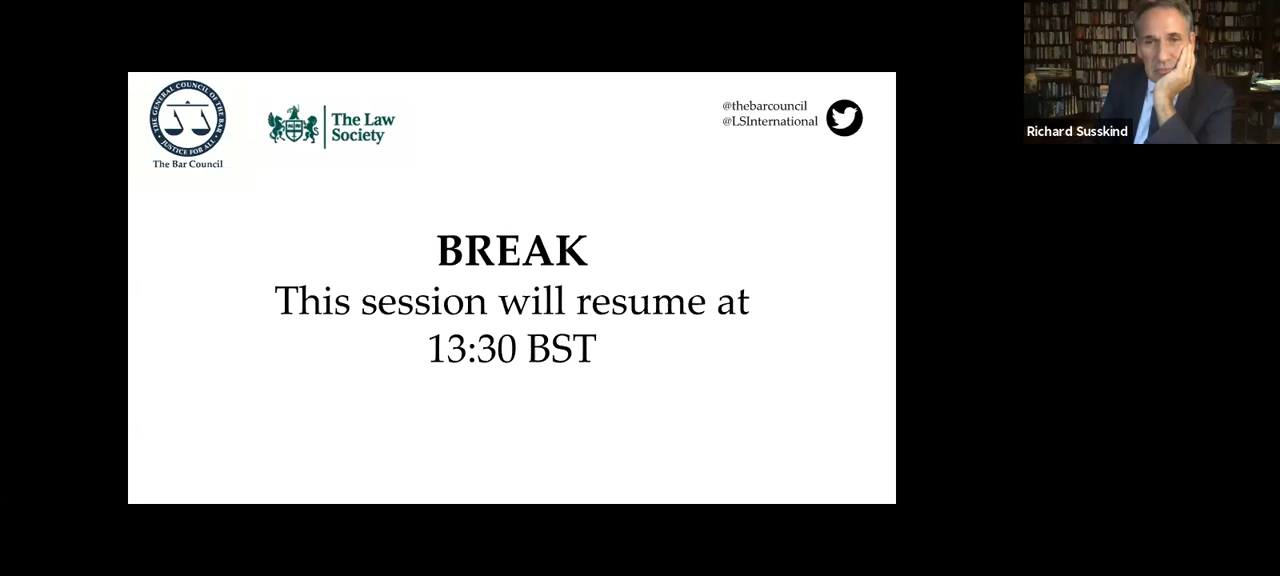 THE GENERAL COUNCIL OF THE BAR
• JUSTICE FOR ALL •
The Bar Council
The Law
Society
@thebarcouncil
@LSInternational
Richard Susskind
BREAK
This session will resume at
13:30 BST